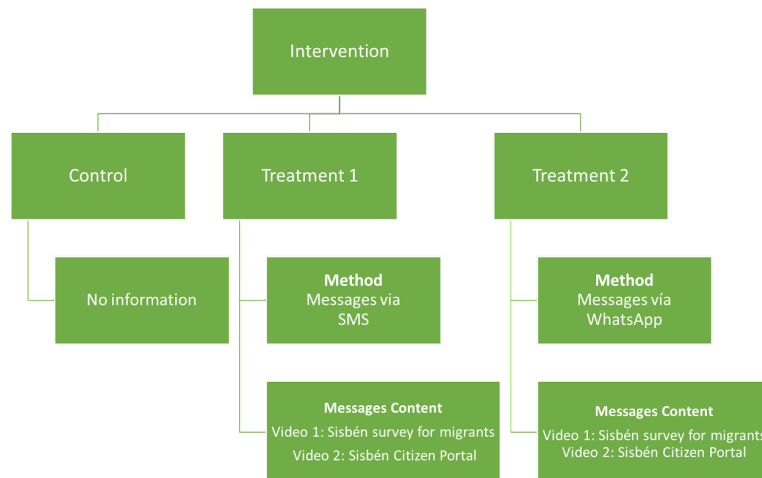 Intervention
Control
Treatment 1
Treatment 2
No information
Method
Messages via
SMS
Method
Messages vía
WhatsApp
Messages Content
Video 1: Sisbén survey for migrants
Video 2: Sisbén Citizen Portal
Messages Content
Video 1: Sisbén survey for migrants
Video 2: Sisbén Citizen Portal